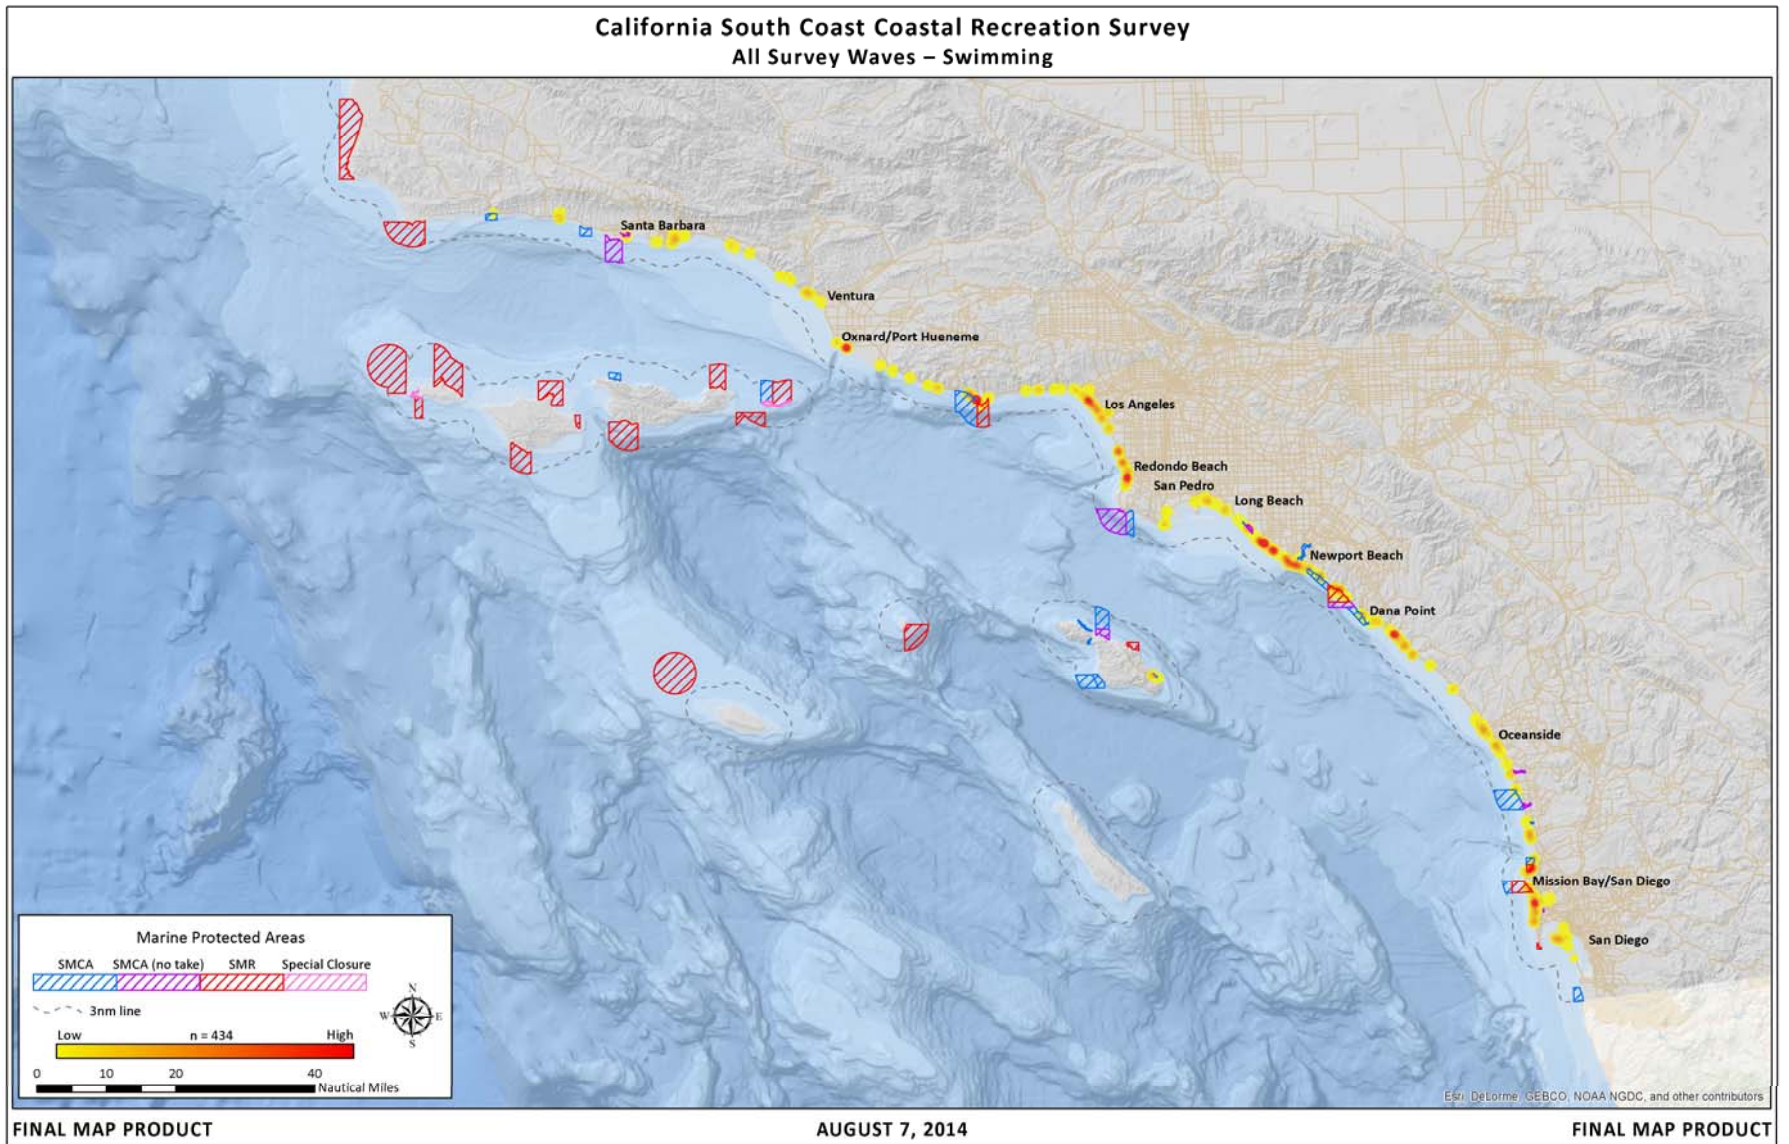 California South Coast Coastal Recreation Survey
All Survey Waves – Swimming
Santa Barbara
Ventura
Oxnard/Port Hueneme
Los Angeles
Redondo Beach
San Pedro
Long Beach
Newport Beach
Dana Point
Oceanside
Mission Bay/San Diego
San Diego
Marine Protected Areas
SMCA SMCA (no take) SMR Special Closure
3nm line
N
W E
S
Low n = 434 High
0 10 20 40
Nautical Miles
Esri, DeLorme, GEBCO, NOAA NGDC, and other contributors
FINAL MAP PRODUCT AUGUST 7, 2014 FINAL MAP PRODUCT